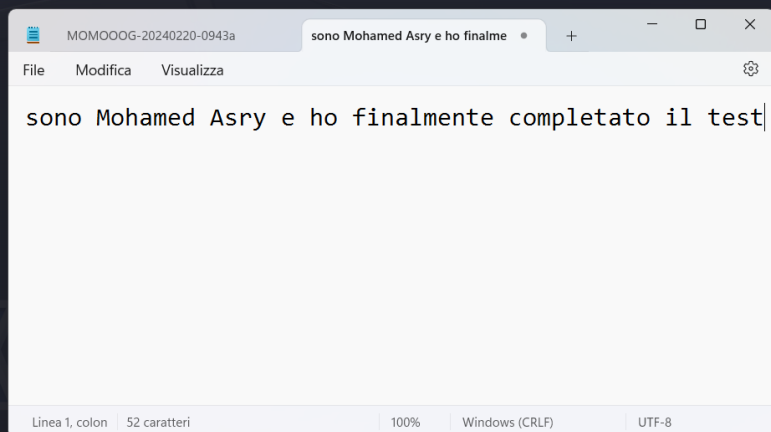 MOMOOOG-20240220-0943a
sono Mohamed Asry e ho finalme
File Modifica Visualizza
sono Mohamed Asry e ho finalmente completato il test
Linea 1, colon 52 caratteri 100% Windows (CRLF) UTF-8